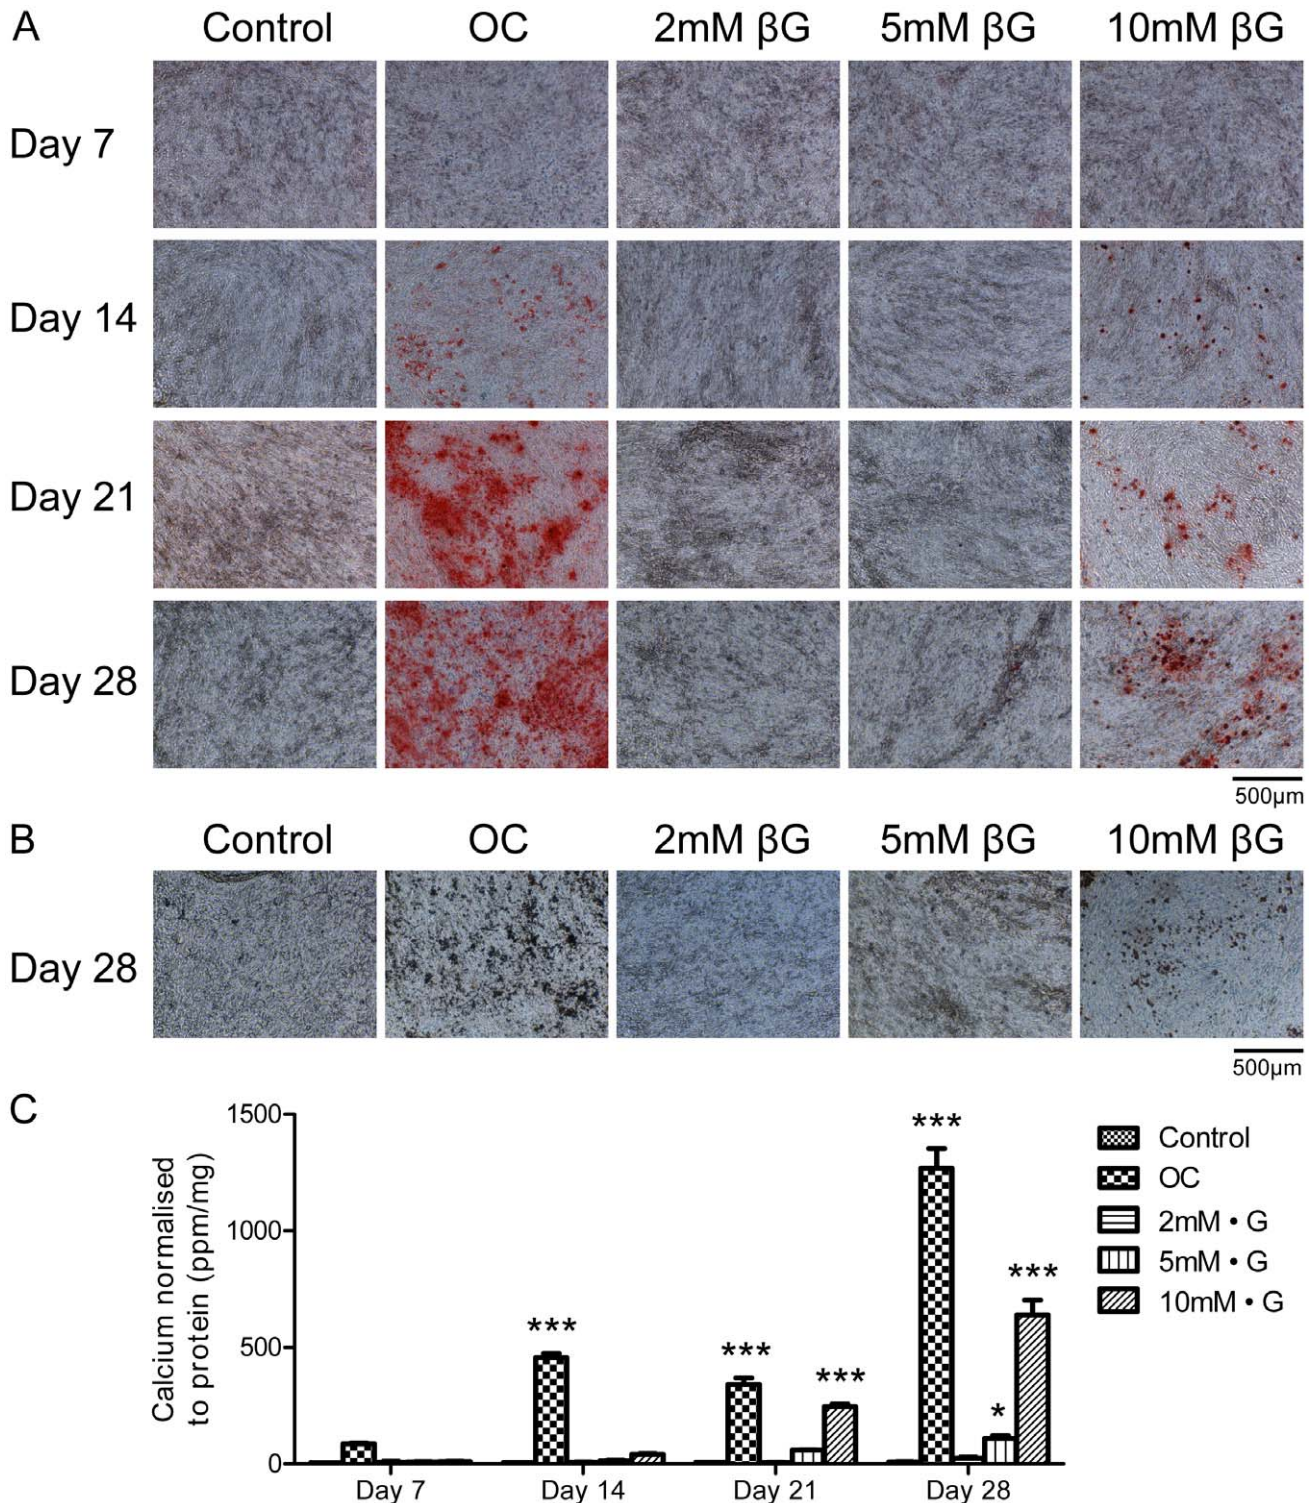 A
Control OC 2mM βG 5mM βG 10mM βG
Day 7
Day 14
Day 21
Day 28
500μm
B
Control OC 2mM βG 5mM βG 10mM βG
Day 28
500μm
C
Calcium normalised
to protein (ppm/mg)
1500
1000
500
0
***
***
***
***
*
***
Day 7 Day 14 Day 21 Day 28
Control
OC
2mM • G
5mM • G
10mM • G